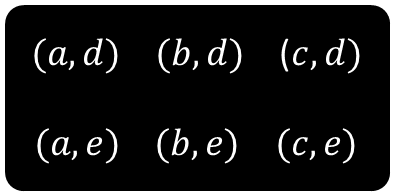 (a, d) (b, d) (c, d)
(a, e) (b, e) (c, e)